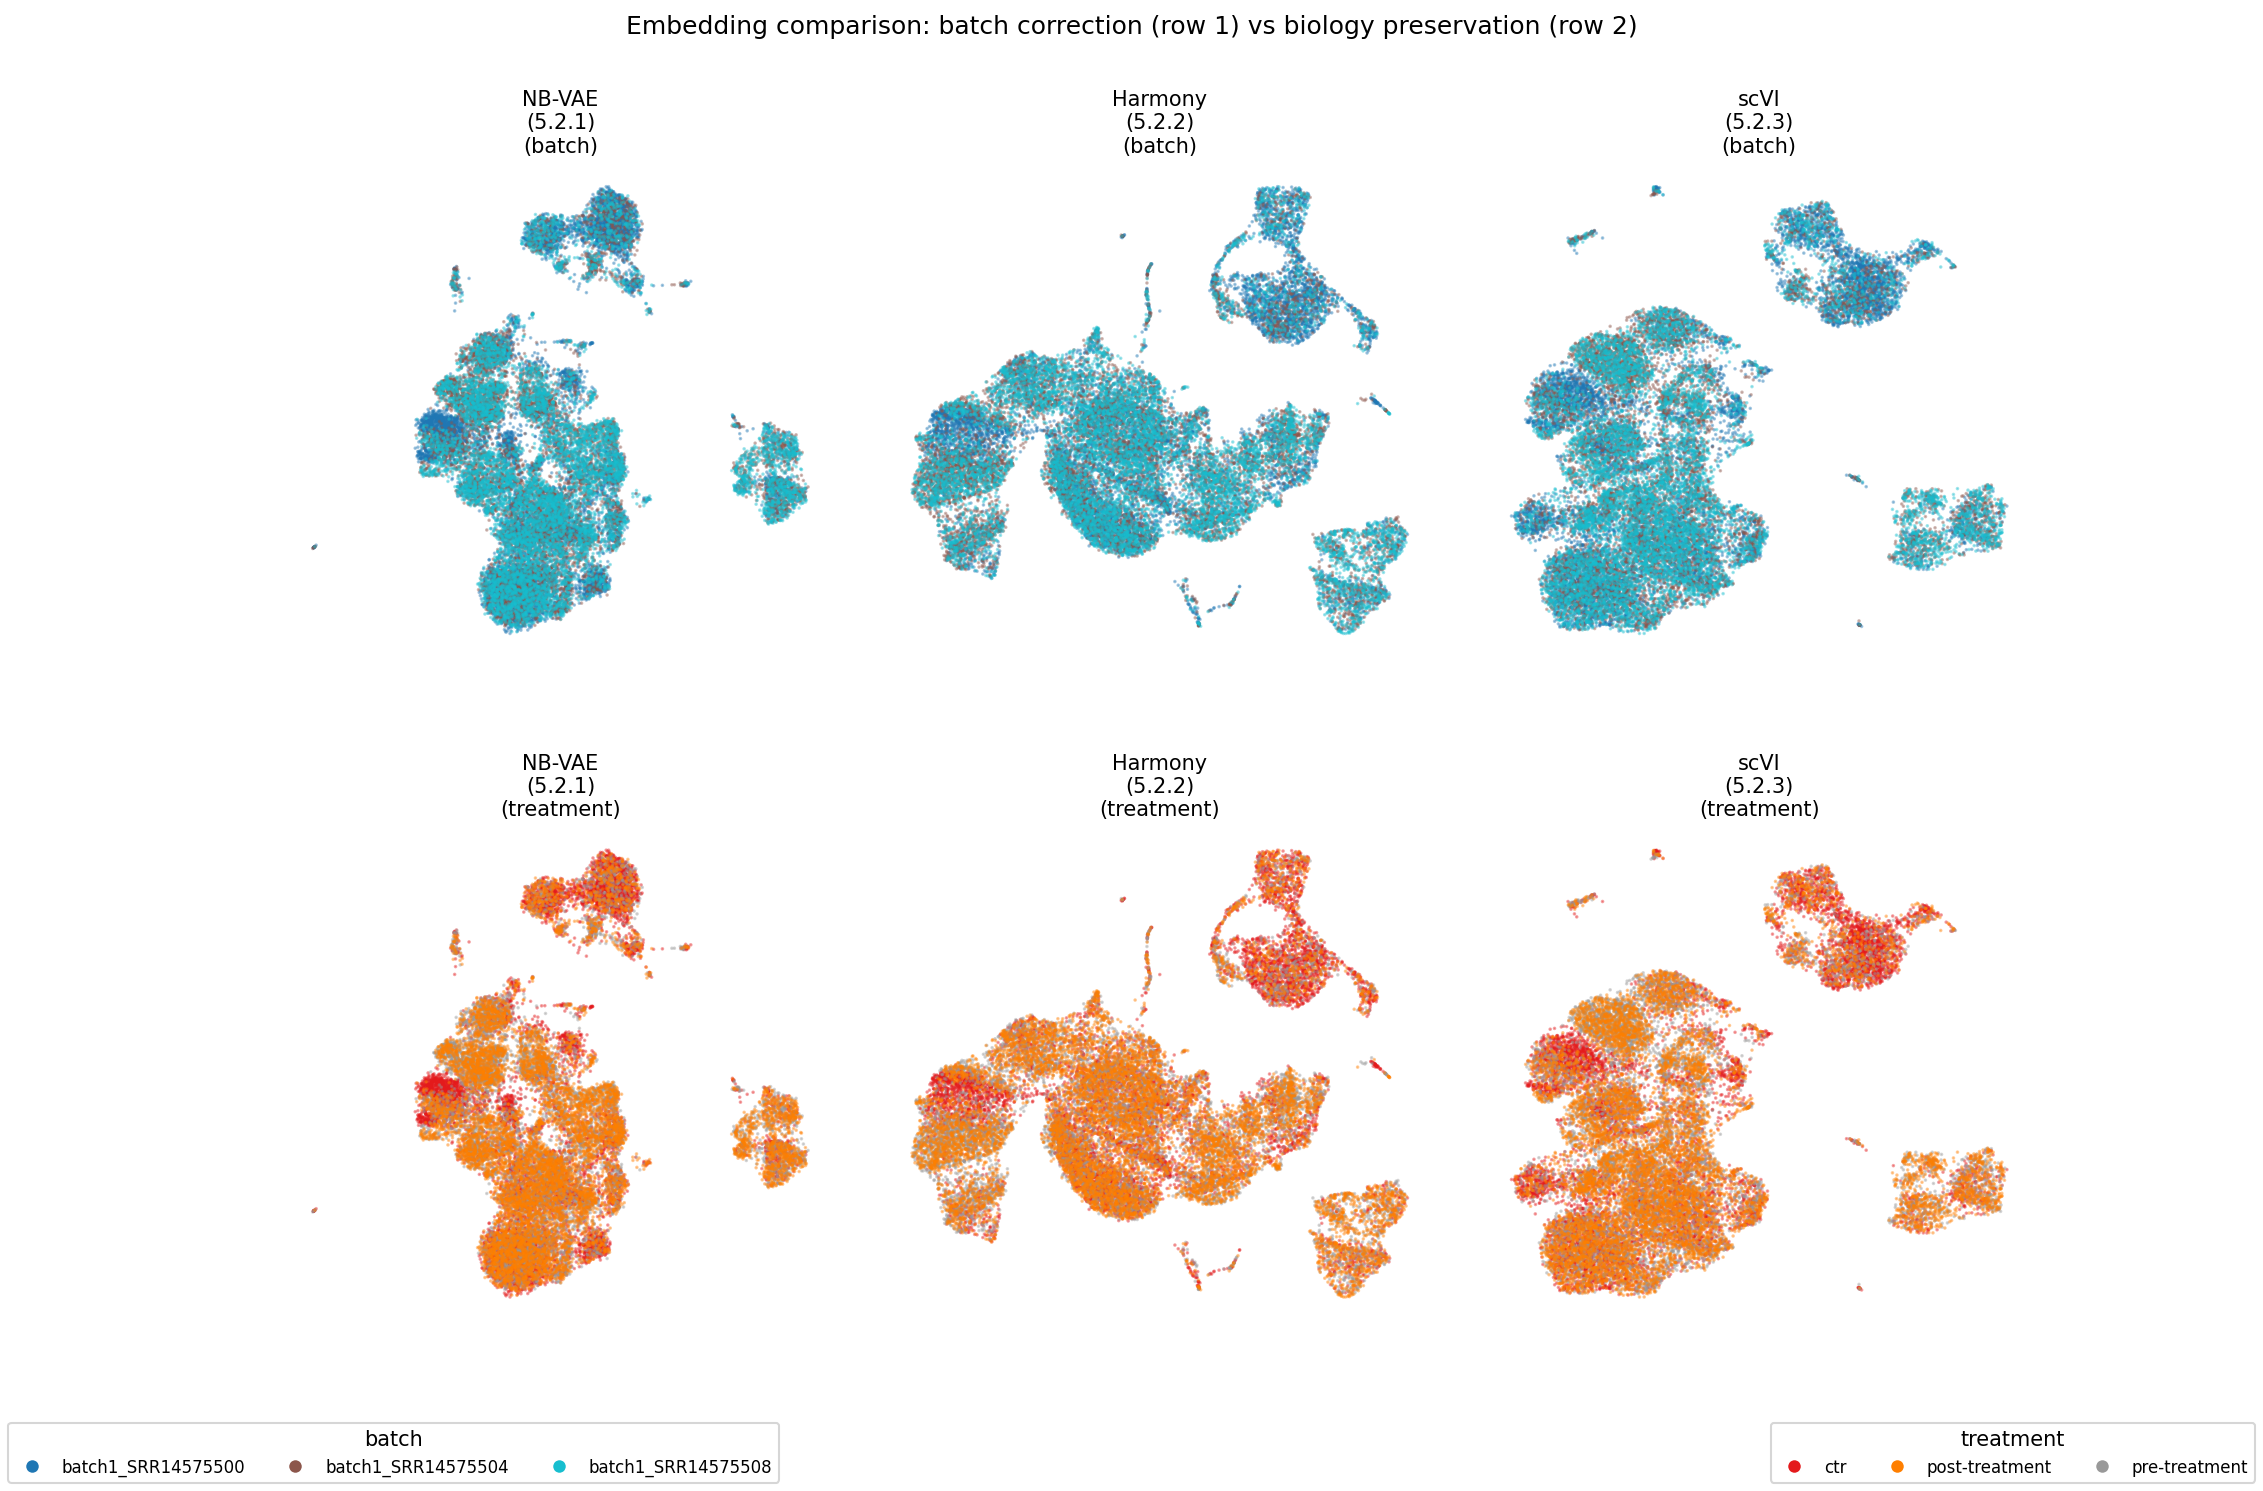 Embedding comparison: batch correction (row 1) vs biology preservation (row 2)
NB-VAE
(5.2.1)
(batch)
Harmony
(5.2.2)
(batch)
scVI
(5.2.3)
(batch)
NB-VAE
(5.2.1)
(treatment)
Harmony
(5.2.2)
(treatment)
scVI
(5.2.3)
(treatment)
batch
batch1_SRR14575500
batch1_SRR14575504
batch1_SRR14575508
treatment
ctr
post-treatment
pre-treatment